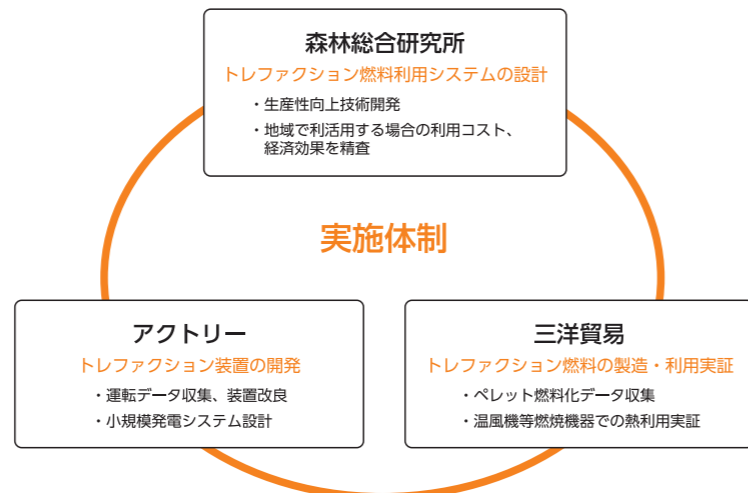 森林総合研究所
トレファクション燃料利用システムの設計
・生産性向上技術開発
・地域で利活用する場合の利用コスト、
経済効果を精査
実施体制
アクトリー
トレファクション装置の開発
・運転データ収集、装置改良
・小規模発電システム設計
三洋貿易
トレファクション燃料の製造・利用実証
・ペレット燃料化データ収集
・温風機等燃焼機器での熱利用実証